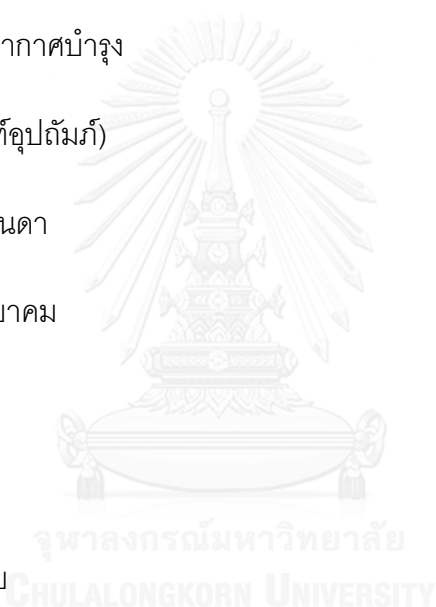 ากาศบำรุง
ท์อุปถัมภ์)
นดา
ยาคม
จุฬาลงกรณ์มหาวิทยาลัย
CHULALONGKORN UNIVERSITY